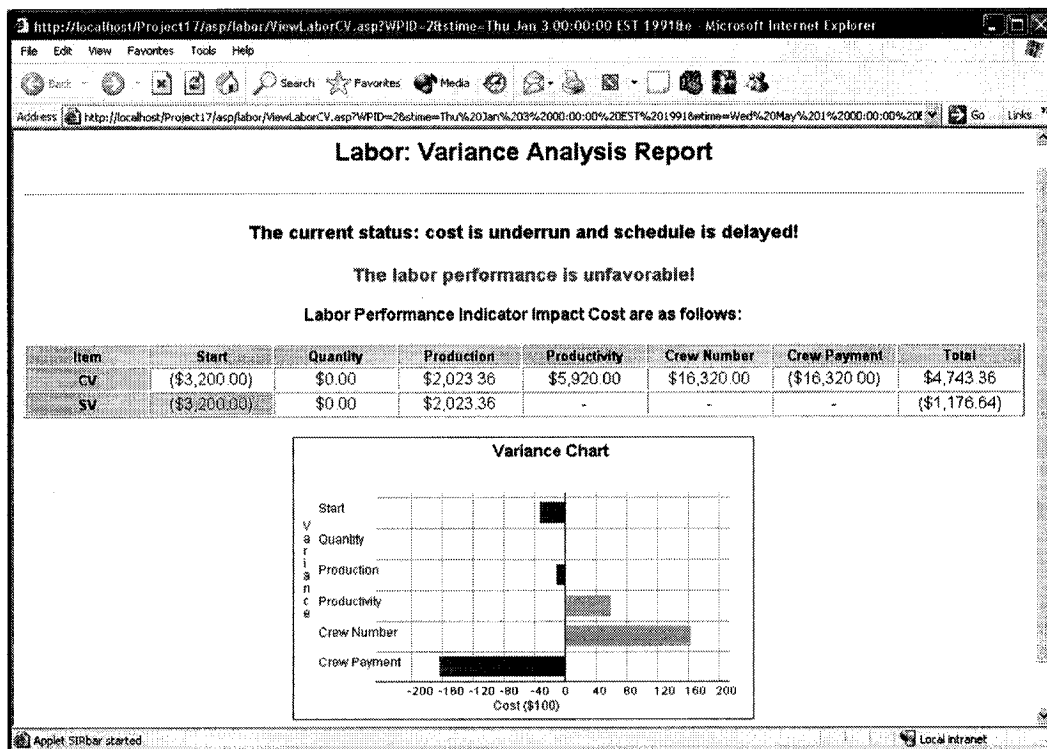 http://localhost/Project17/asp/labor/ViewLaborCV.asp?WPID=2&stime=Thu Jan 3 00:00:00 EST 1991&e - Microsoft Internet Explorer
File Edit View Favorites Tools Help
Back Search Favorites Media
Address http://localhost/Project17/asp/labor/ViewLaborCV.asp?WPID=2&stime=Thu%20Jan%203%2000:00:00%20EST%201991&etime=Wed%20May%201%2000:00:00%20E Go Links »
Labor: Variance Analysis Report
The current status: cost is underrun and schedule is delayed!
The labor performance is unfavorable!
Labor Performance Indicator Impact Cost are as follows:
Item Start Quantity Production Productivity Crew Number Crew Payment Total
CV ($3,200.00) $0.00 $2,023.36 $5,920.00 $16,320.00 ($16,320.00) $4,743.36
SV ($3,200.00) $0.00 $2,023.36 - - - ($1,176.64)
Variance Chart
Variance
Start
Quantity
Production
Productivity
Crew Number
Crew Payment
-200 -160 -120 -80 -40 0 40 80 120 160 200
Cost ($100)
Applet SIRbar started Local intranet